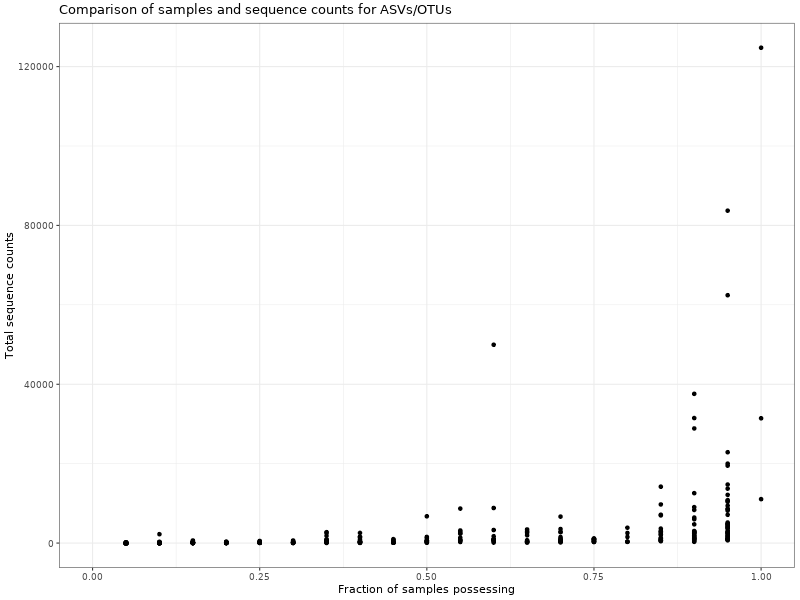 Comparison of samples and sequence counts for ASVs/OTUs
120000
80000
40000
0
Total sequence counts
0.00 0.25 0.50 0.75 1.00
Fraction of samples possessing